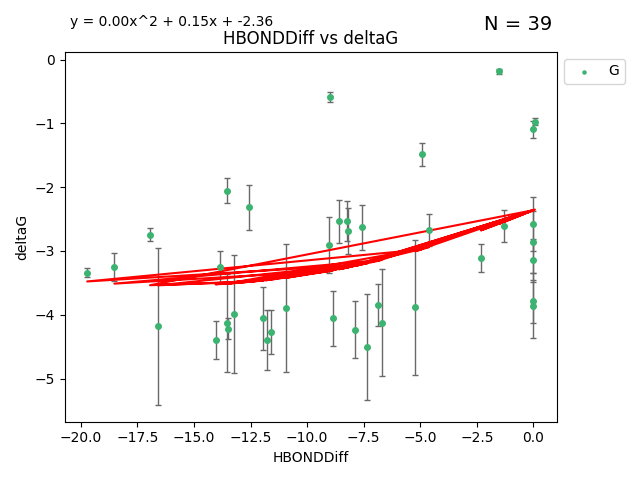 y = 0.00x^2 + 0.15x + -2.36
N = 39
HBONDDiff vs deltaG
G
0
−1
−2
−3
−4
−5
deltaG
−20.0 −17.5 −15.0 −12.5 −10.0 −7.5 −5.0 −2.5 0.0
HBONDDiff